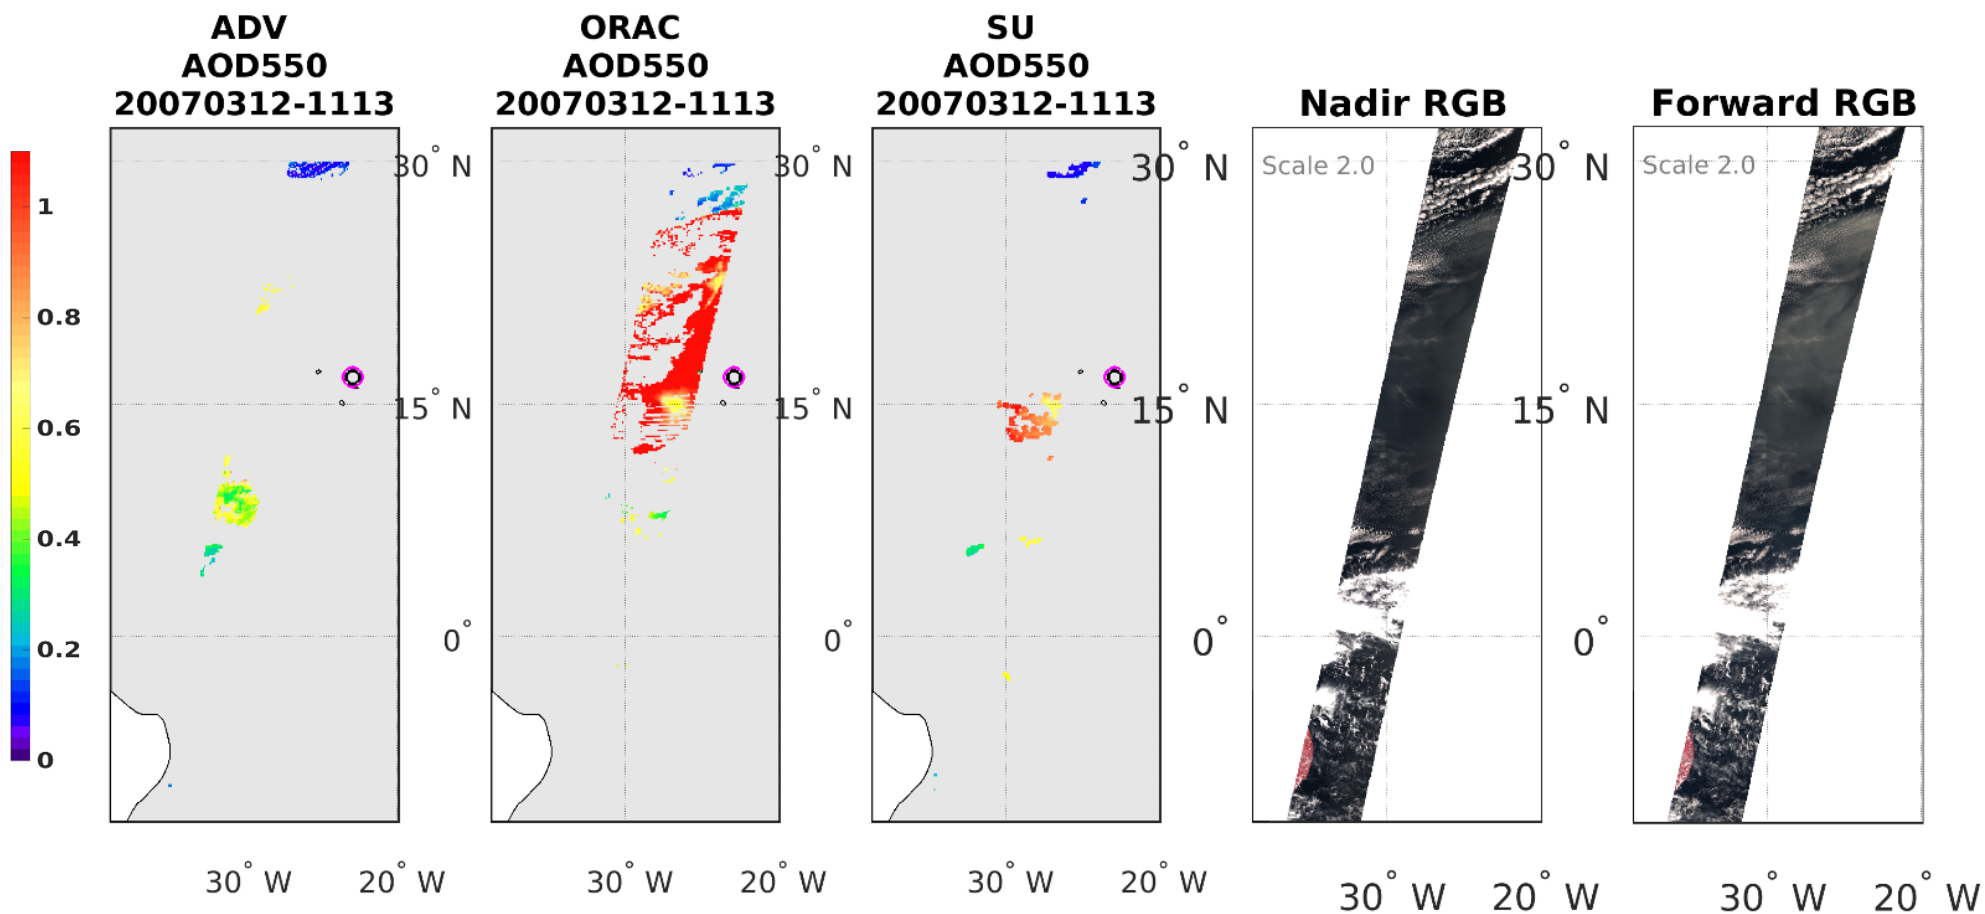 ADV
AOD550
20070312-1113
ORAC
AOD550
20070312-1113
SU
AOD550
20070312-1113
Nadir RGB
Forward RGB
1
0.8
0.6
0.4
0.2
0
30° N
15° N
0°
30° W
20° W
30° N
15° N
0°
30° W
20° W
30° N
15° N
0°
30° W
20° W
Scale 2.0
30° N
15° N
0°
30° W
20° W
Scale 2.0
30° W
20° W